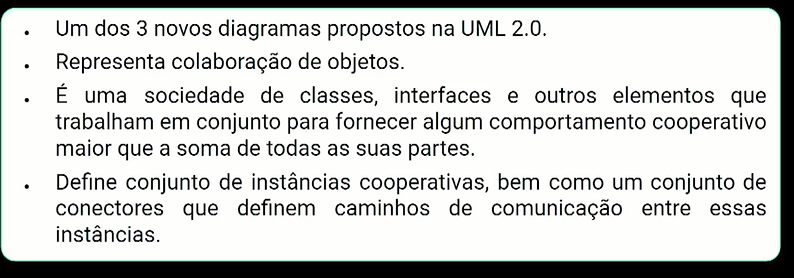 • Um dos 3 novos diagramas propostos na UML 2.0.
• Representa colaboração de objetos.
• É uma sociedade de classes, interfaces e outros elementos que
trabalham em conjunto para fornecer algum comportamento cooperativo
maior que a soma de todas as suas partes.
• Define conjunto de instâncias cooperativas, bem como um conjunto de
conectores que definem caminhos de comunicação entre essas
instâncias.